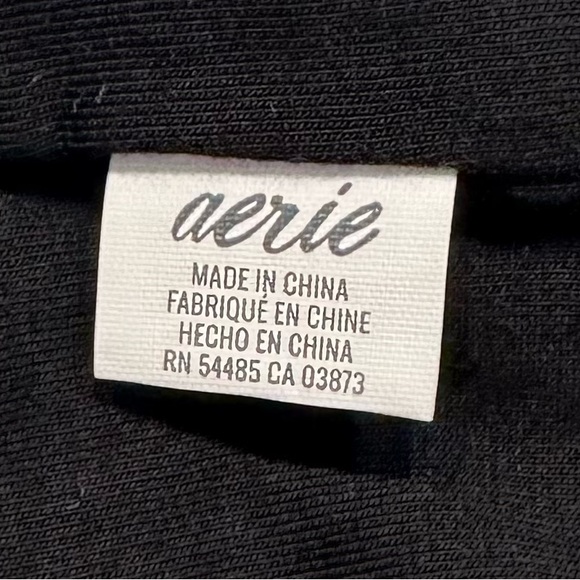 aerie
MADE IN CHINA
FABRIQUÉ EN CHINE
HECHO EN CHINA
RN 54485 CA 03873